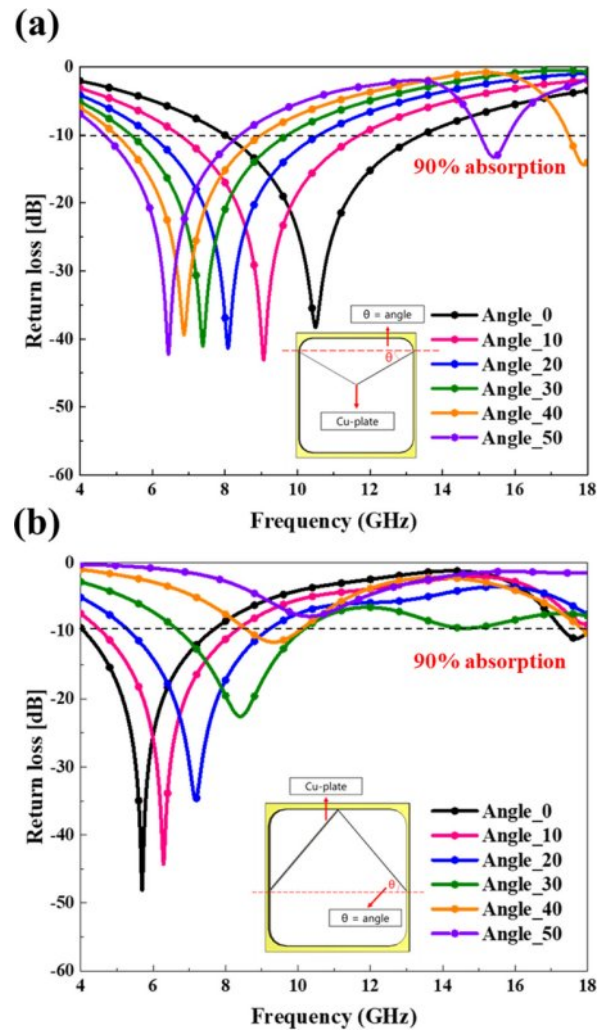 (a)
0
-10
-20
-30
-40
-50
-60
Return loss [dB]
90% absorption
θ = angle
θ
Cu-plate
Angle_0
Angle_10
Angle_20
Angle_30
Angle_40
Angle_50
4 6 8 10 12 14 16 18
Frequency (GHz)
(b)
0
-10
-20
-30
-40
-50
-60
Return loss [dB]
90% absorption
Cu-plate
θ
θ = angle
Angle_0
Angle_10
Angle_20
Angle_30
Angle_40
Angle_50
4 6 8 10 12 14 16 18
Frequency (GHz)